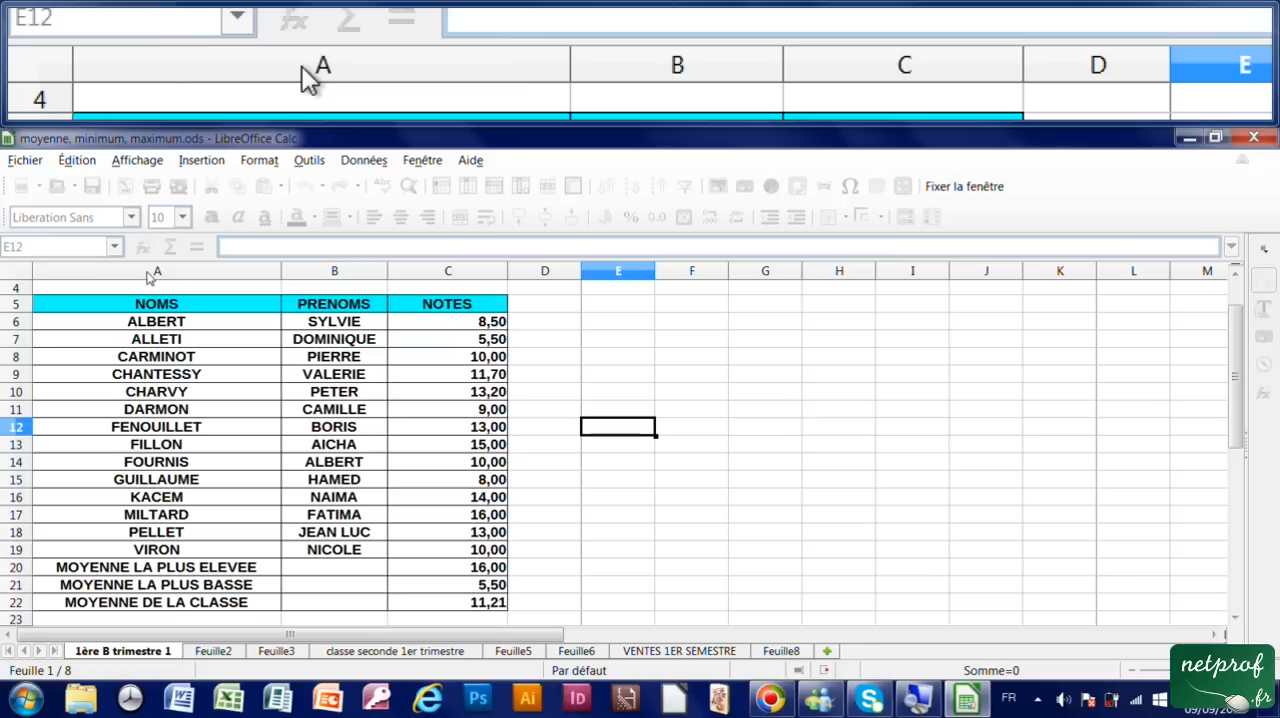 E12
A B C D E
4
moyenne, minimum, maximum.ods - LibreOffice Calc
Fichier Édition Affichage Insertion Format Outils Données Fenêtre Aide
Fixer la fenêtre
Liberation Sans 10
E12
A B C D E F G H I J K L M
4
5 NOMS PRENOMS NOTES
6 ALBERT SYLVIE 8,50
7 ALLETI DOMINIQUE 5,50
8 CARMINOT PIERRE 10,00
9 CHANTESSY VALERIE 11,70
10 CHARVY PETER 13,20
11 DARMON CAMILLE 9,00
12 FENOUILLET BORIS 13,00
13 FILLON AICHA 15,00
14 FOURNIS ALBERT 10,00
15 GUILLAUME HAMED 8,00
16 KACEM NAIMA 14,00
17 MILTARD FATIMA 16,00
18 PELLET JEAN LUC 13,00
19 VIRON NICOLE 10,00
20 MOYENNE LA PLUS ELEVEE 16,00
21 MOYENNE LA PLUS BASSE 5,50
22 MOYENNE DE LA CLASSE 11,21
23
1ère B trimestre 1 Feuille2 Feuille3 classe seconde 1er trimestre Feuille5 Feuille6 VENTES 1ER SEMESTRE Feuille8
Feuille 1 / 8 Par défaut Somme=0
netprof
.fr
Ps Ai Id FR